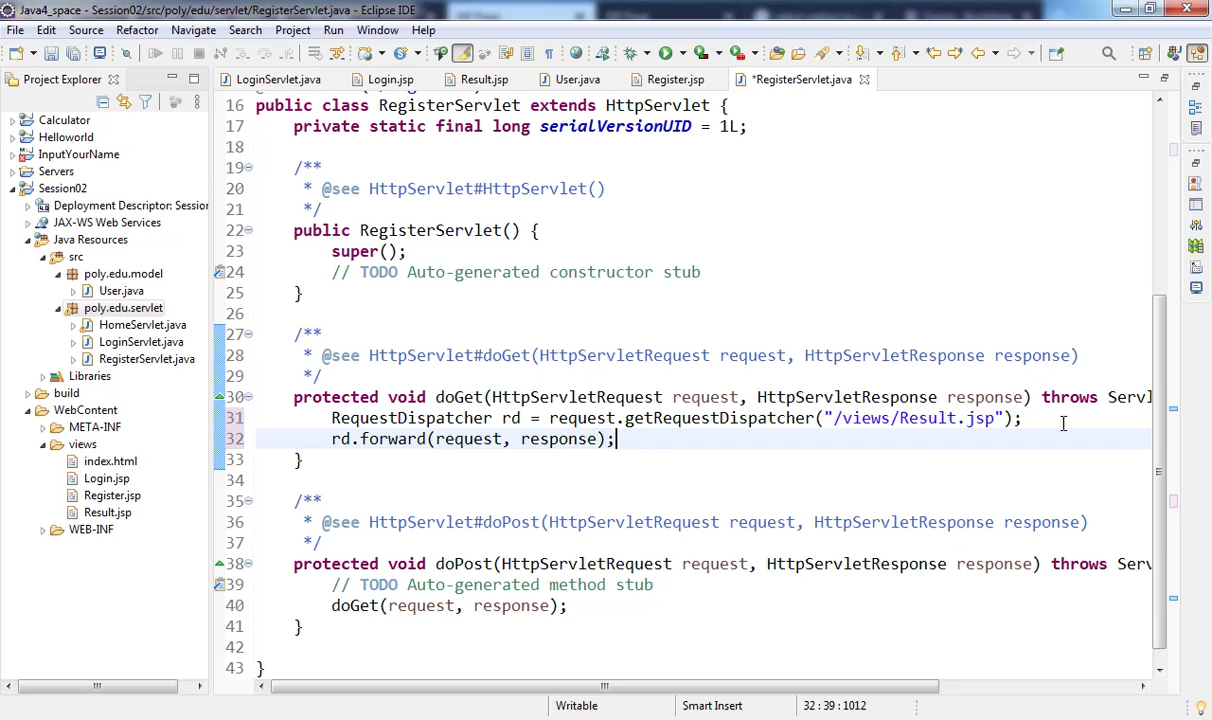 Java4_space - Session02/src/poly/edu/servlet/RegisterServlet.java - Eclipse IDE
File Edit Source Refactor Navigate Search Project Run Window Help
Project Explorer
LoginServlet.java Login.jsp Result.jsp User.java Register.jsp *RegisterServlet.java
Calculator
Helloworld
InputYourName
Servers
Session02
Deployment Descriptor: Session
JAX-WS Web Services
Java Resources
src
poly.edu.model
User.java
poly.edu.servlet
HomeServlet.java
LoginServlet.java
RegisterServlet.java
Libraries
build
WebContent
META-INF
views
index.html
Login.jsp
Register.jsp
Result.jsp
WEB-INF
16 public class RegisterServlet extends HttpServlet {
17 private static final long serialVersionUID = 1L;
18
19 /**
20 * @see HttpServlet#HttpServlet()
21 */
22 public RegisterServlet() {
23 super();
24 // TODO Auto-generated constructor stub
25 }
26
27 /**
28 * @see HttpServlet#doGet(HttpServletRequest request, HttpServletResponse response)
29 */
30 protected void doGet(HttpServletRequest request, HttpServletResponse response) throws Servl
31 RequestDispatcher rd = request.getRequestDispatcher("/views/Result.jsp");
32 rd.forward(request, response);
33 }
34
35 /**
36 * @see HttpServlet#doPost(HttpServletRequest request, HttpServletResponse response)
37 */
38 protected void doPost(HttpServletRequest request, HttpServletResponse response) throws Serv
39 // TODO Auto-generated method stub
40 doGet(request, response);
41 }
42
43 }
Writable Smart Insert 32 : 39 : 1012